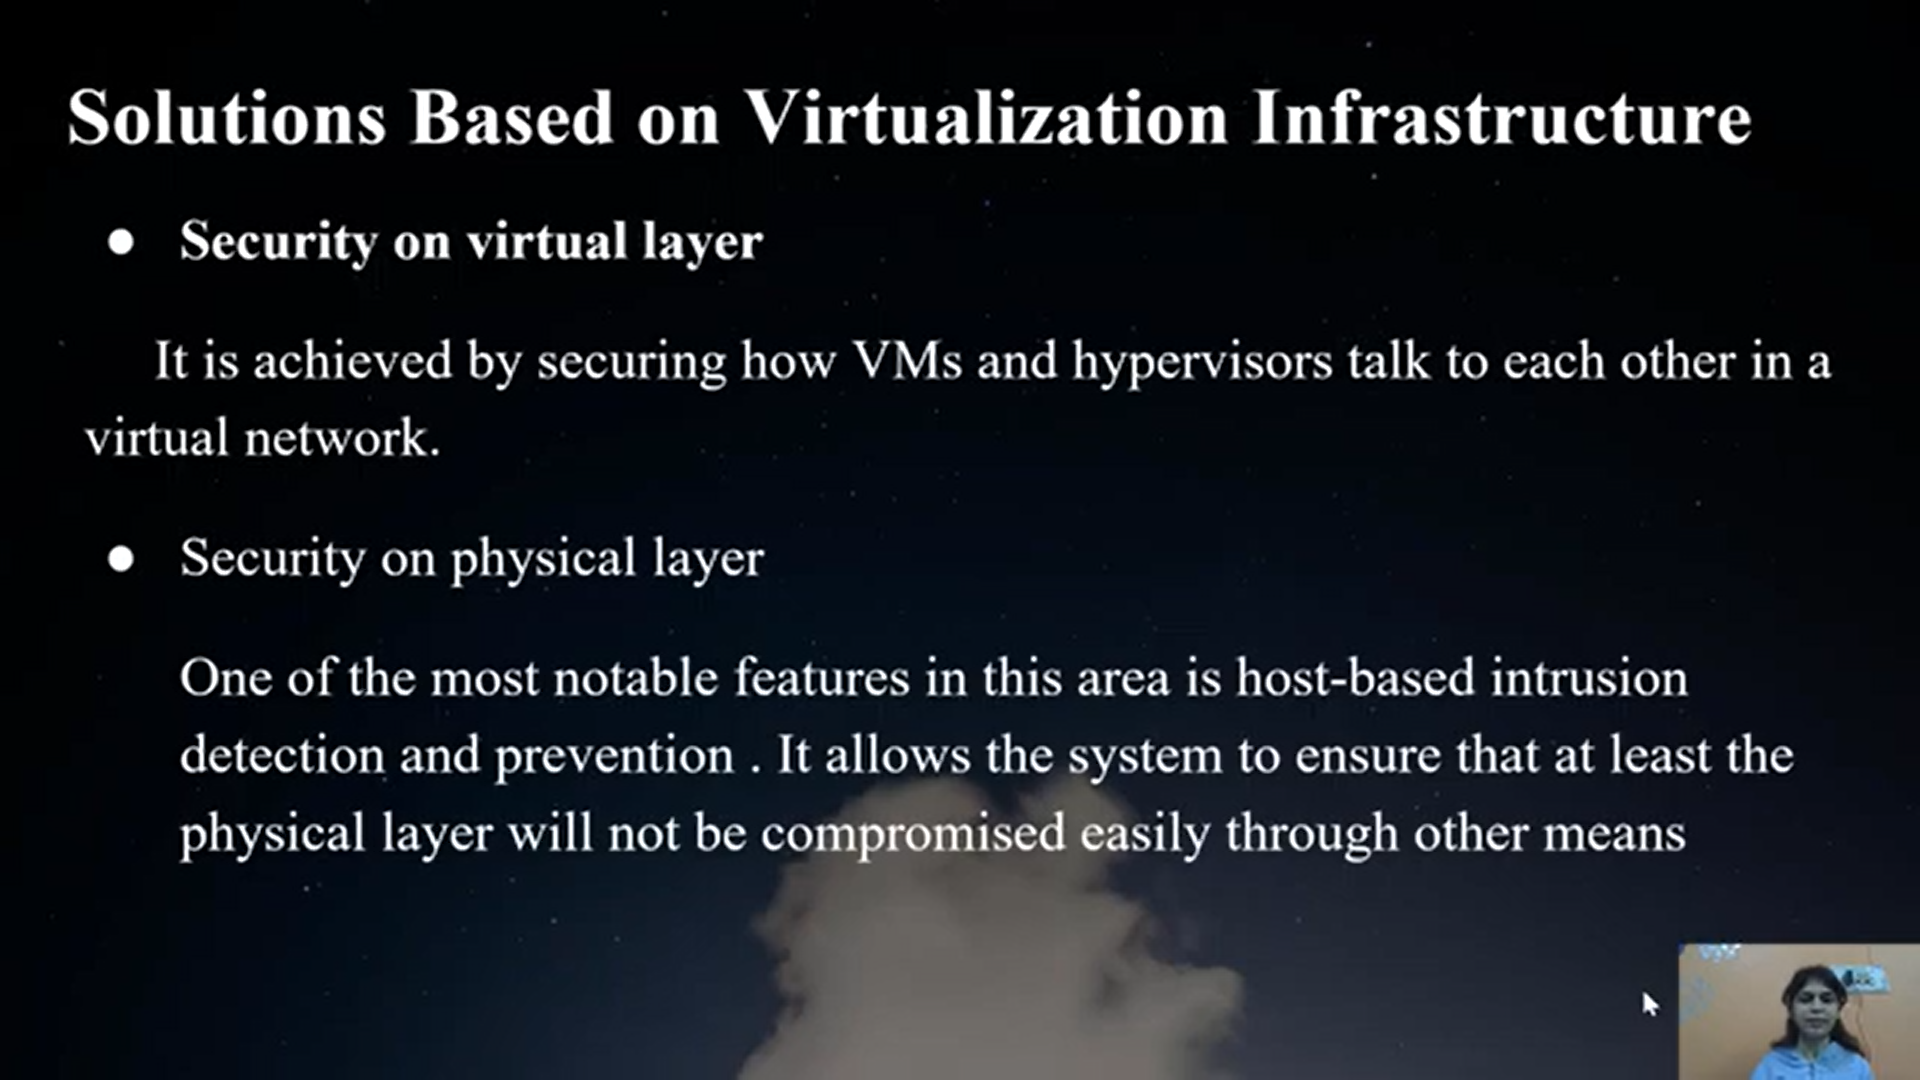 Solutions Based on Virtualization Infrastructure
● Security on virtual layer
It is achieved by securing how VMs and hypervisors talk to each other in a
virtual network.
● Security on physical layer
One of the most notable features in this area is host-based intrusion
detection and prevention . It allows the system to ensure that at least the
physical layer will not be compromised easily through other means